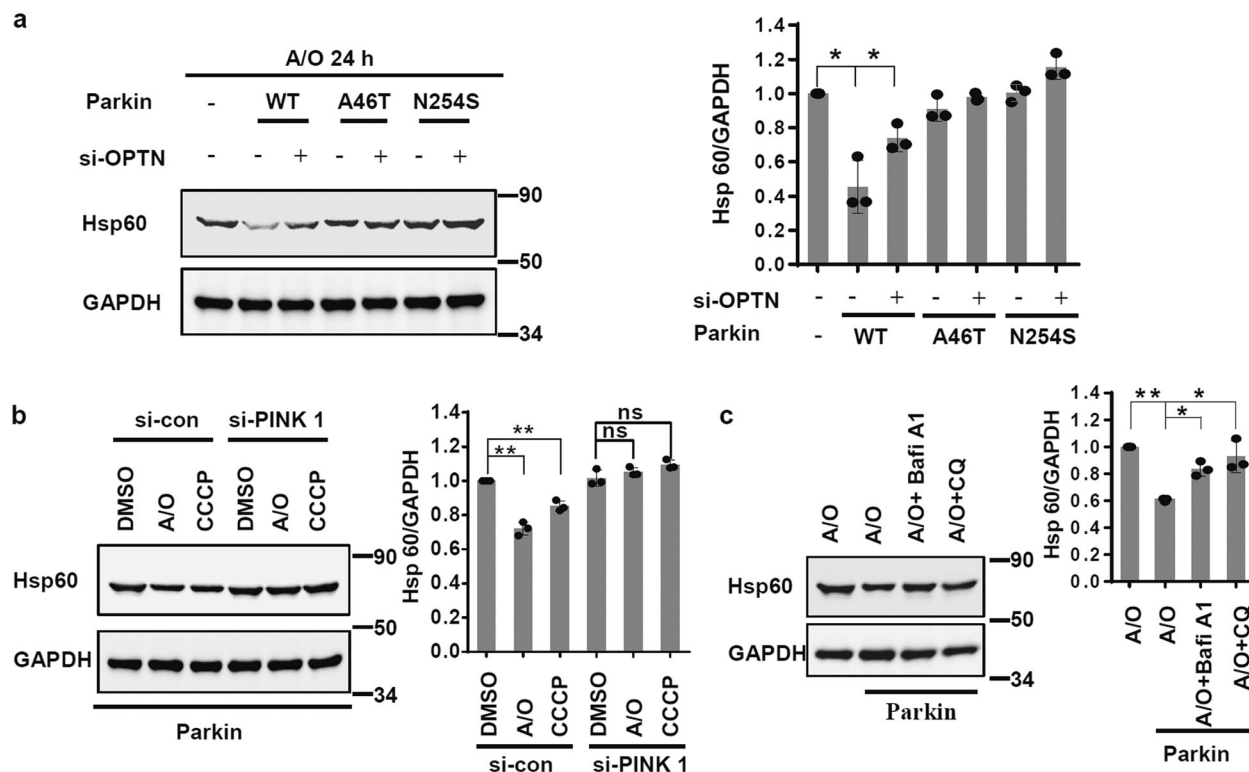 a
A/O 24 h
Parkin - WT A46T N254S
si-OPTN - - + - + - +
Hsp60
90
50
GAPDH
34
Hsp 60/GAPDH
1.4
1.2
1.0
0.8
0.6
0.4
0.2
0.0
* *
si-OPTN - - + - + - +
Parkin - WT A46T N254S
b
si-con si-PINK 1
DMSO A/O CCCP DMSO A/O CCCP
Hsp60
90
50
GAPDH
34
Parkin
Hsp 60/GAPDH
1.4
1.2
1.0
0.8
0.6
0.4
0.2
0.0
**
**
ns
ns
DMSO A/O CCCP DMSO A/O CCCP
si-con si-PINK 1
c
A/O A/O A/O+ Bafi A1 A/O+CQ
Hsp60
90
50
GAPDH
34
Parkin
Hsp 60/GAPDH
1.4
1.2
1.0
0.8
0.6
0.4
0.2
0.0
** *
*
A/O A/O A/O+Bafi A1 A/O+CQ
Parkin